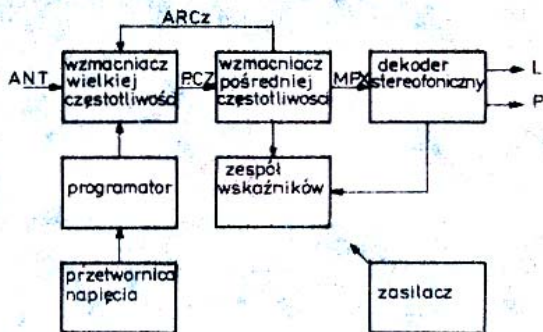 ARCz
ANT
wzmacniacz
wielkiej
częstotliwości
PCZ
wzmacniacz
pośredniej
częstotliwości
MPX
dekoder
stereofoniczny
L
P
programator
zespół
wskaźników
przetwornica
napięcia
zasilacz